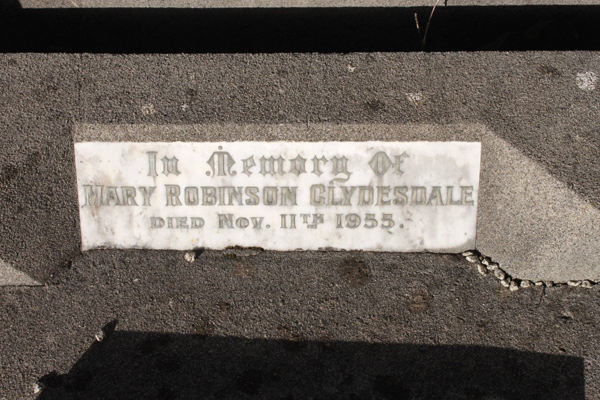 In Memory Of
MARY ROBINSON CLYDESDALE
DIED NOV. 11TH 1955.